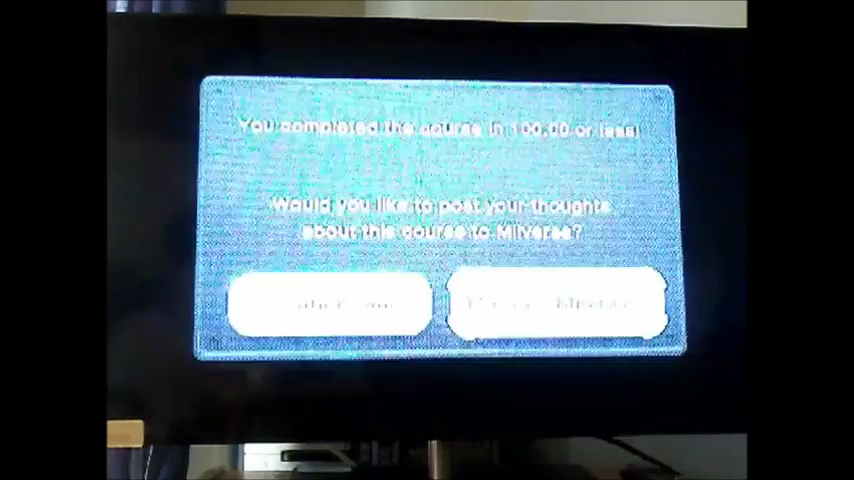 You completed the course in 100.00 or less!
Would you like to post your thoughts
about this course to Miiverse?
Miiverse